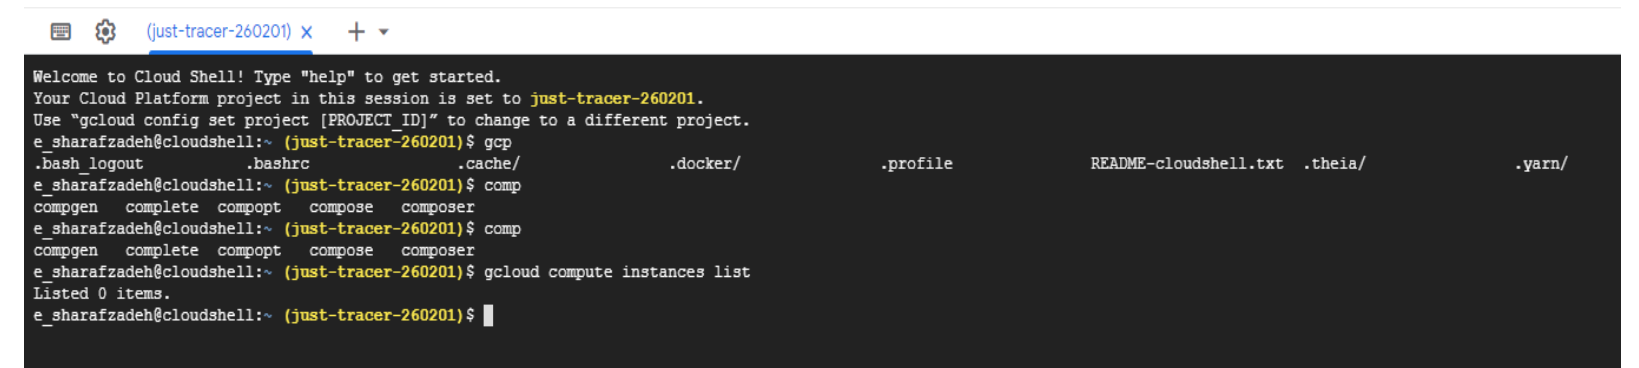 (just-tracer-260201) x +
Welcome to Cloud Shell! Type "help" to get started.
Your Cloud Platform project in this session is set to just-tracer-260201.
Use “gcloud config set project [PROJECT_ID]” to change to a different project.
e_sharafzadeh@cloudshell:~ (just-tracer-260201)$ gcp
.bash_logout .bashrc .cache/ .docker/ .profile README-cloudshell.txt .theia/ .yarn/
e_sharafzadeh@cloudshell:~ (just-tracer-260201)$ comp
compgen complete compopt compose composer
e_sharafzadeh@cloudshell:~ (just-tracer-260201)$ comp
compgen complete compopt compose composer
e_sharafzadeh@cloudshell:~ (just-tracer-260201)$ gcloud compute instances list
Listed 0 items.
e_sharafzadeh@cloudshell:~ (just-tracer-260201)$